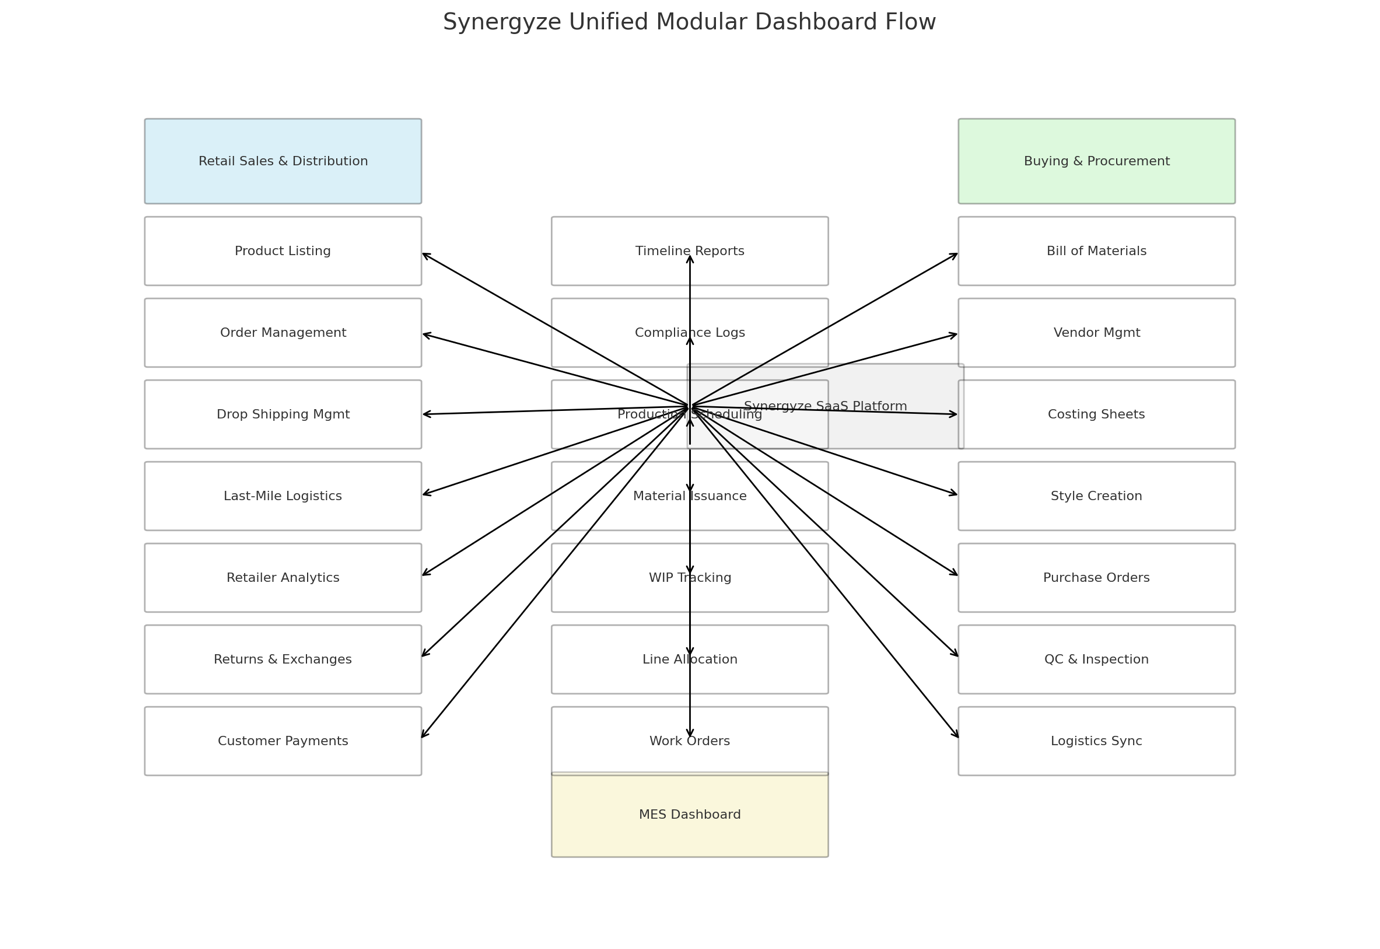 Synergyze Unified Modular Dashboard Flow
Retail Sales & Distribution
Buying & Procurement
Product Listing
Timeline Reports
Bill of Materials
Order Management
Compliance Logs
Vendor Mgmt
Synergyze SaaS Platform
Drop Shipping Mgmt
Production Scheduling
Costing Sheets
Last-Mile Logistics
Material Issuance
Style Creation
Retailer Analytics
WIP Tracking
Purchase Orders
Returns & Exchanges
Line Allocation
QC & Inspection
Customer Payments
Work Orders
Logistics Sync
MES Dashboard